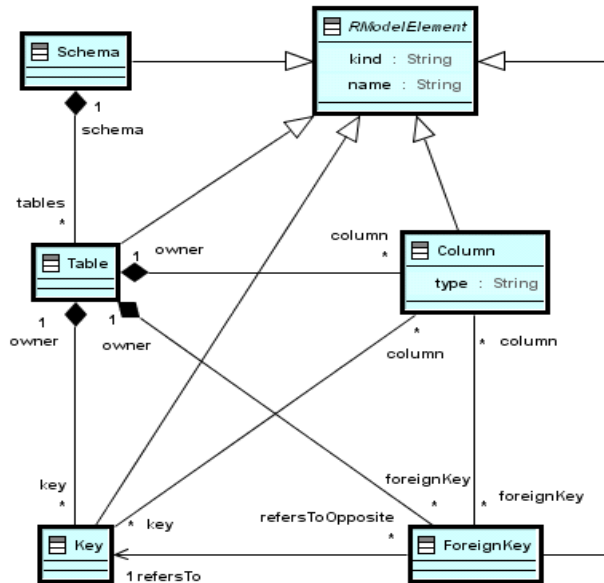 Schema
RModelElement
kind : String
name : String
1
schema
tables
*
Table
1
owner
column
*
Column
type : String
1
owner
1
owner
*
column
*
column
key
*
*
key
foreignKey
*
*
foreignKey
refersToOpposite
*
Key
1 refersTo
ForeignKey